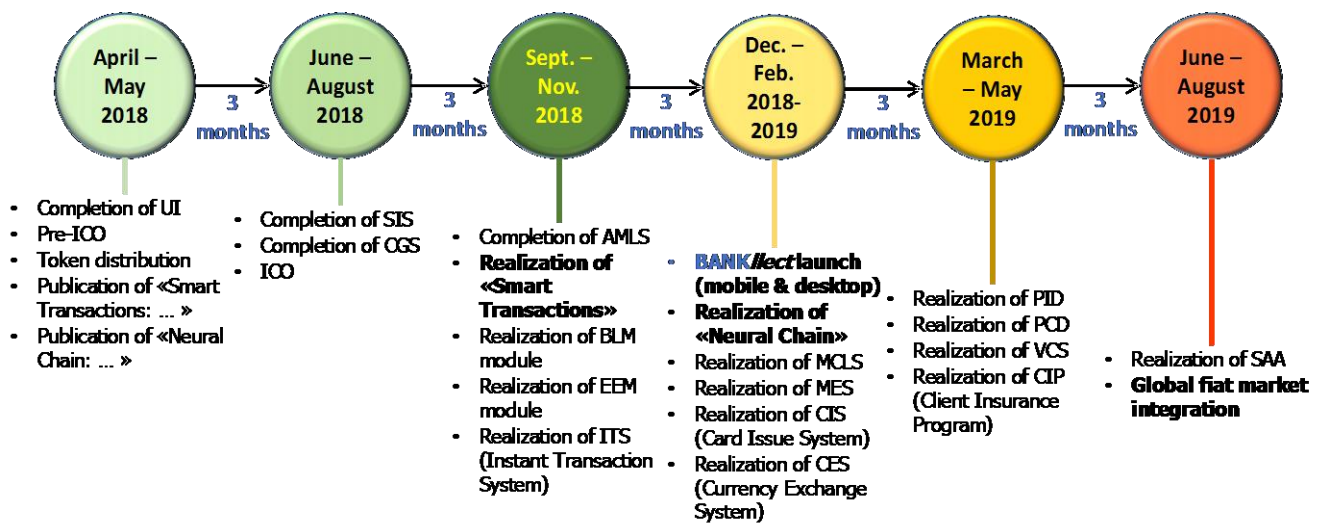 April –
May
2018
3
months
June –
August
2018
3
months
Sept. –
Nov.
2018
3
months
Dec. –
Feb.
2018-
2019
3
months
March
– May
2019
3
months
June –
August
2019
• Completion of UI
• Pre-ICO
• Token distribution
• Publication of «Smart
Transactions: ... »
• Publication of «Neural
Chain: ... »
• Completion of SIS
• Completion of CGS
• ICO
• Completion of AMLS
• Realization of
«Smart
Transactions»
• Realization of BLM
module
• Realization of EEM
module
• Realization of ITS
(Instant Transaction
System)
• BANKllect launch
(mobile & desktop)
• Realization of
«Neural Chain»
• Realization of MCLS
• Realization of MES
• Realization of CIS
(Card Issue System)
• Realization of CES
(Currency Exchange
System)
• Realization of PID
• Realization of PCD
• Realization of VCS
• Realization of CIP
(Client Insurance
Program)
• Realization of SAA
• Global fiat market
integration